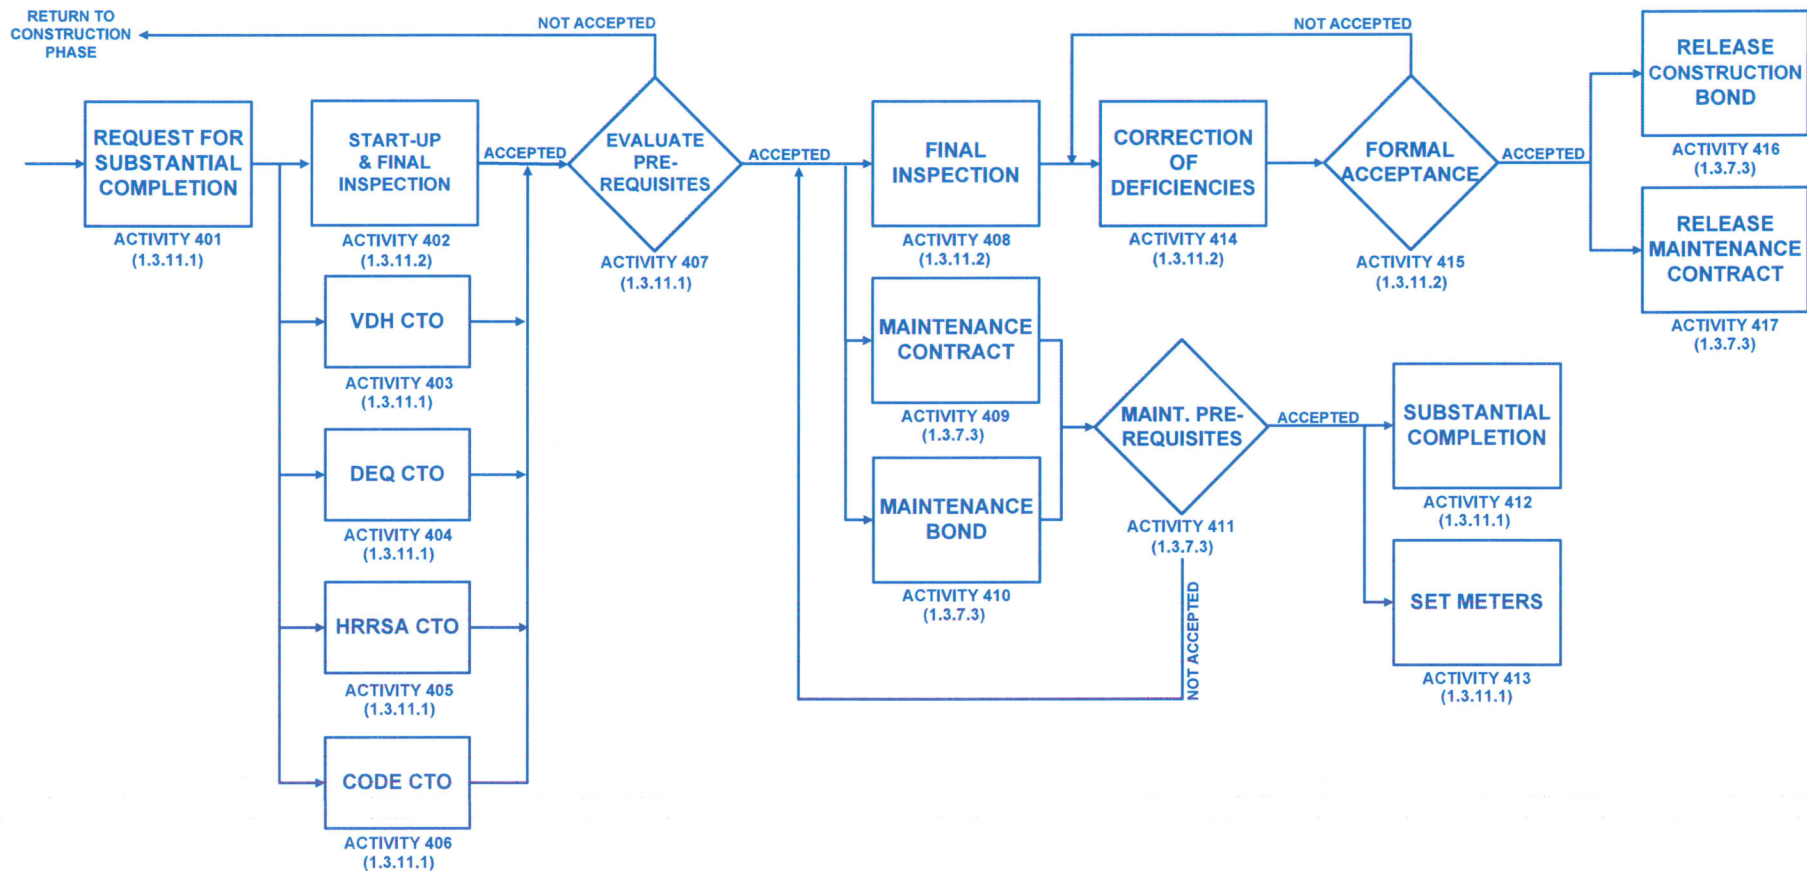 RETURN TO
CONSTRUCTION
PHASE
NOT ACCEPTED
REQUEST FOR
SUBSTANTIAL
COMPLETION
ACTIVITY 401
(1.3.11.1)
START-UP
& FINAL
INSPECTION
ACTIVITY 402
(1.3.11.2)
VDH CTO
ACTIVITY 403
(1.3.11.1)
DEQ CTO
ACTIVITY 404
(1.3.11.1)
HRRSA CTO
ACTIVITY 405
(1.3.11.1)
CODE CTO
ACTIVITY 406
(1.3.11.1)
ACCEPTED
EVALUATE
PRE-
REQUISITES
ACTIVITY 407
(1.3.11.1)
ACCEPTED
FINAL
INSPECTION
ACTIVITY 408
(1.3.11.2)
MAINTENANCE
CONTRACT
ACTIVITY 409
(1.3.7.3)
MAINTENANCE
BOND
ACTIVITY 410
(1.3.7.3)
NOT ACCEPTED
CORRECTION
OF
DEFICIENCIES
ACTIVITY 414
(1.3.11.2)
FORMAL
ACCEPTANCE
ACTIVITY 415
(1.3.11.2)
ACCEPTED
RELEASE
CONSTRUCTION
BOND
ACTIVITY 416
(1.3.7.3)
RELEASE
MAINTENANCE
CONTRACT
ACTIVITY 417
(1.3.7.3)
MAINT. PRE-
REQUISITES
ACTIVITY 411
(1.3.7.3)
NOT ACCEPTED
ACCEPTED
SUBSTANTIAL
COMPLETION
ACTIVITY 412
(1.3.11.1)
SET METERS
ACTIVITY 413
(1.3.11.1)